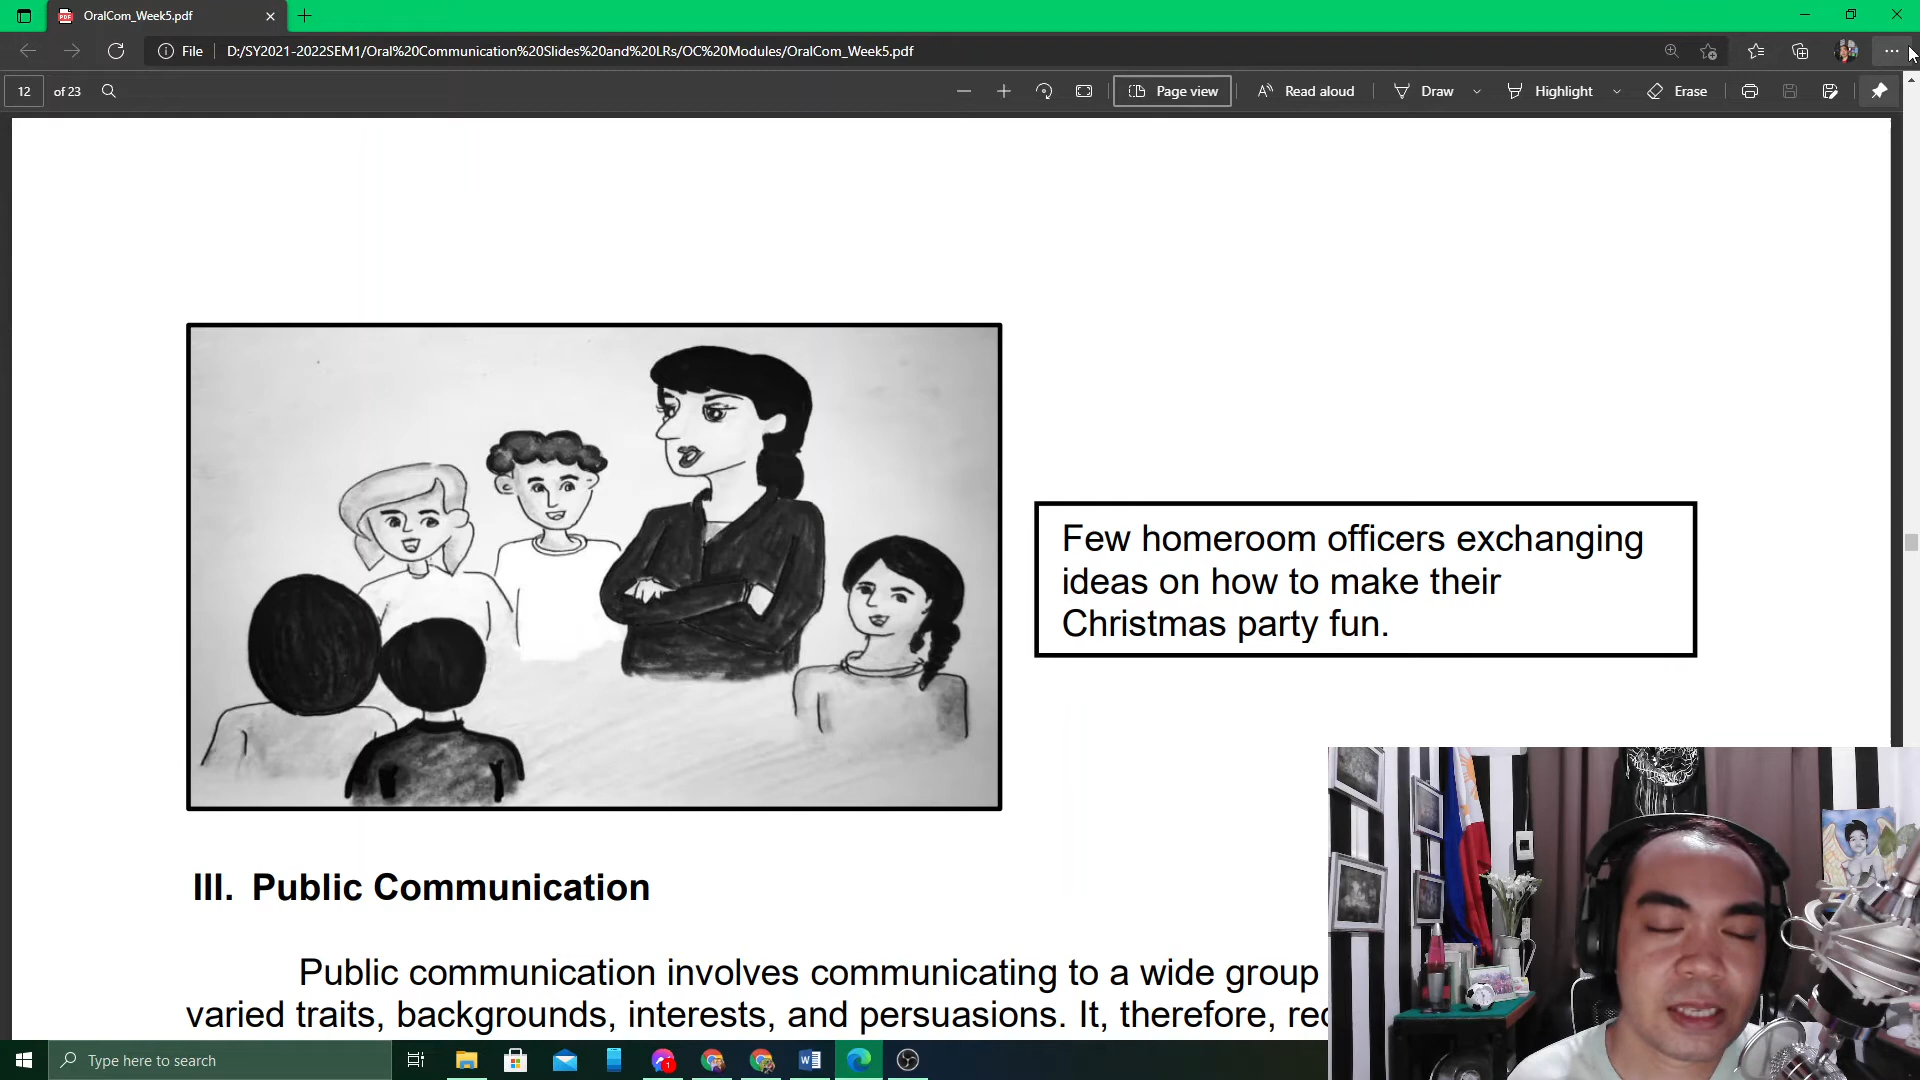 OralCom_Week5.pdf
File D:/SY2021-2022SEM1/Oral%20Communication%20Slides%20and%20LRs/OC%20Modules/OralCom_Week5.pdf
12 of 23 Page view Read aloud Draw Highlight Erase
Few homeroom officers exchanging
ideas on how to make their
Christmas party fun.
III. Public Communication
Public communication involves communicating to a wide group
varied traits, backgrounds, interests, and persuasions. It, therefore,
Type here to search